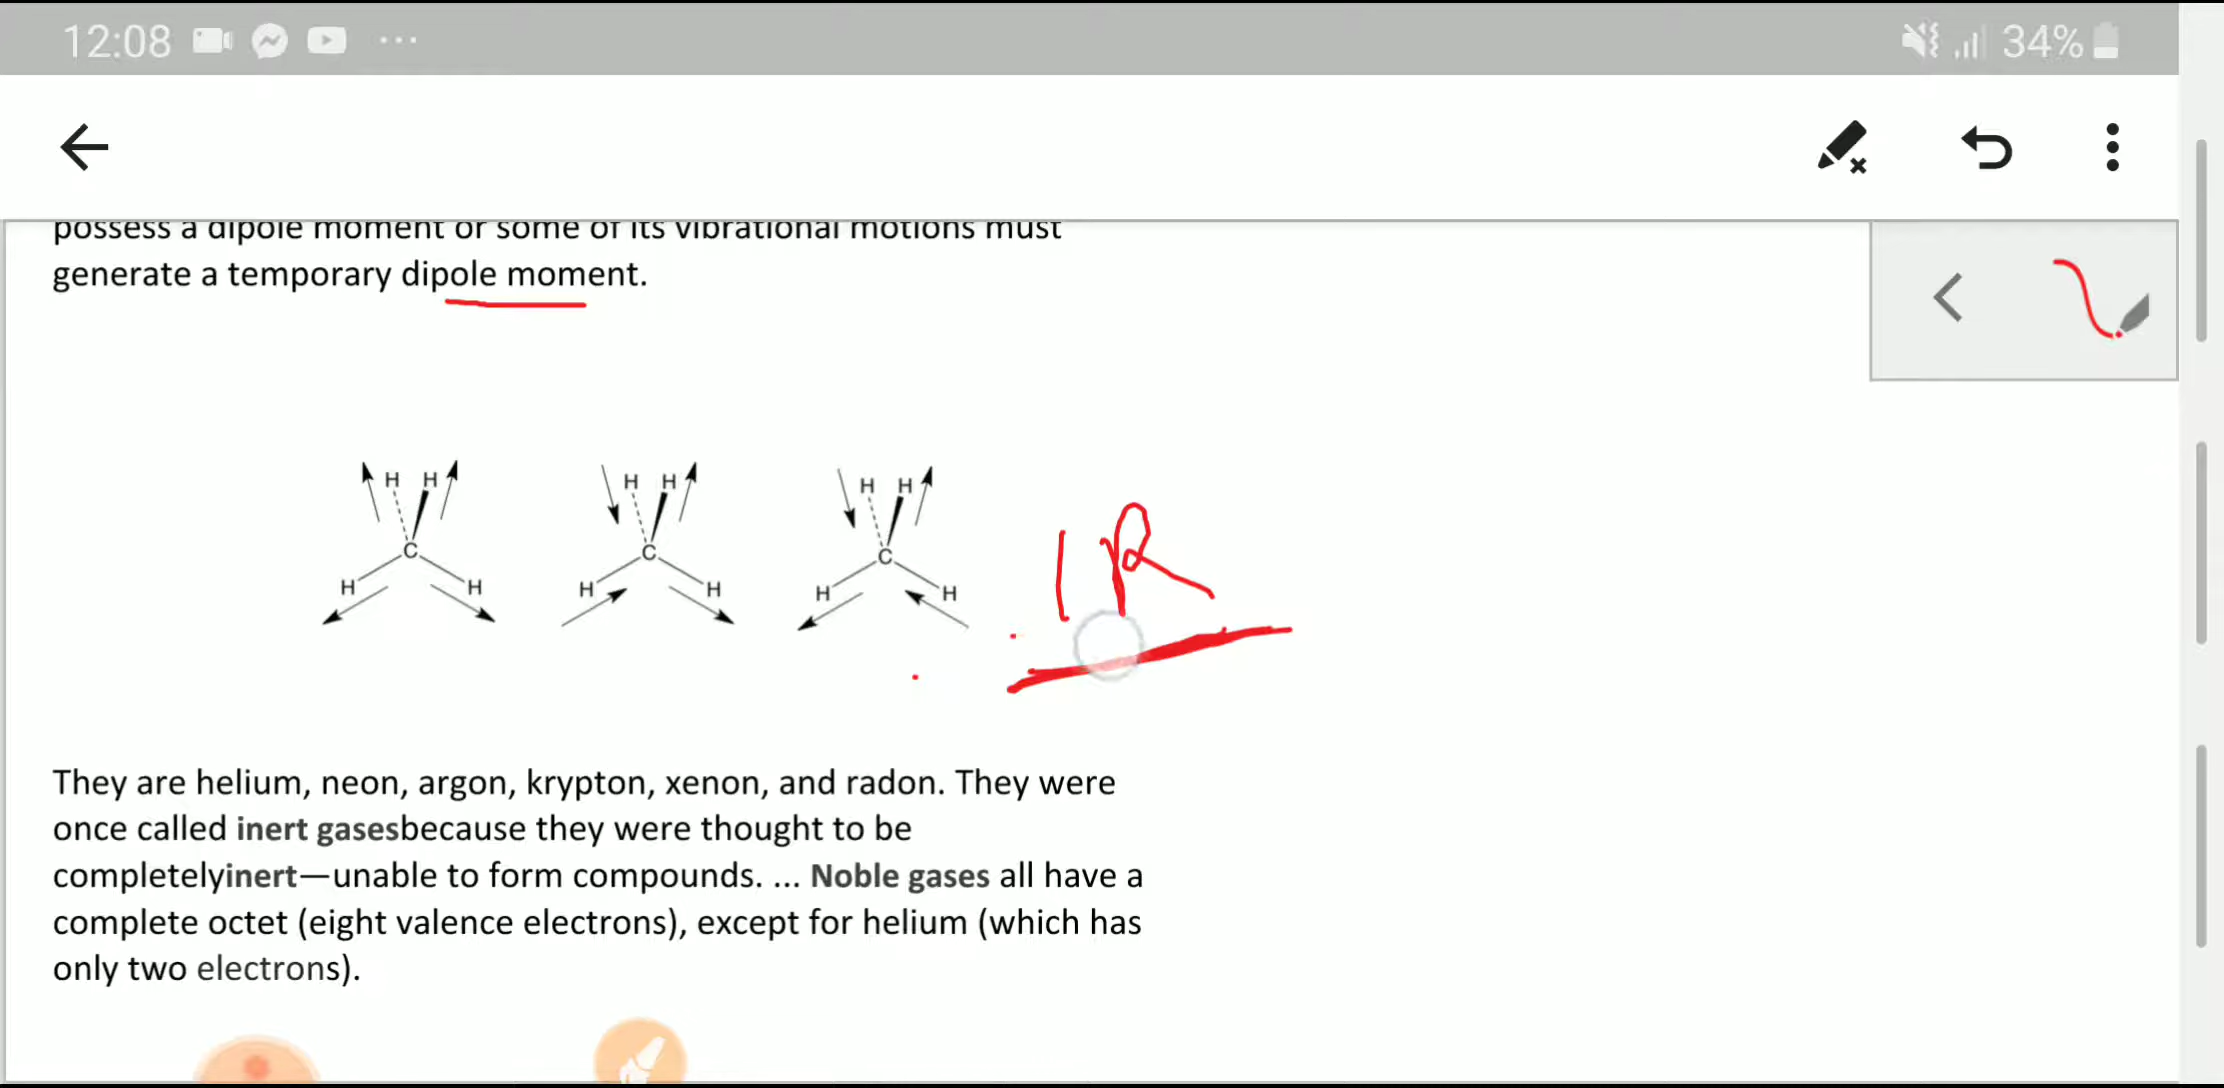 12:08
34%
possess a dipole moment or some of its vibrational motions must
generate a temporary dipole moment.
H H H H H H
C C C
H H H H H H
IR
They are helium, neon, argon, krypton, xenon, and radon. They were
once called inert gasesbecause they were thought to be
completelyinert—unable to form compounds. ... Noble gases all have a
complete octet (eight valence electrons), except for helium (which has
only two electrons).